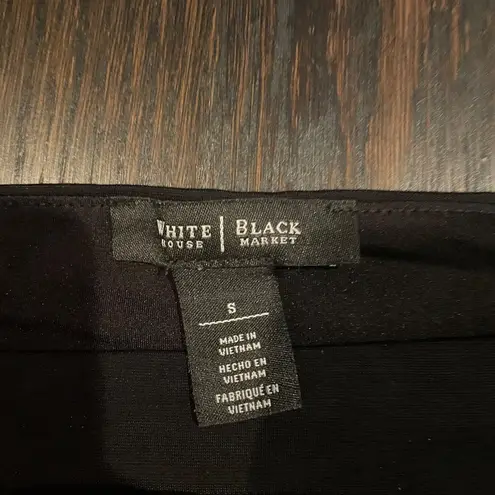 WHITE | BLACK
HOUSE | MARKET
S
MADE IN
VIETNAM
HECHO EN
VIETNAM
FABRIQUÉ EN
VIETNAM